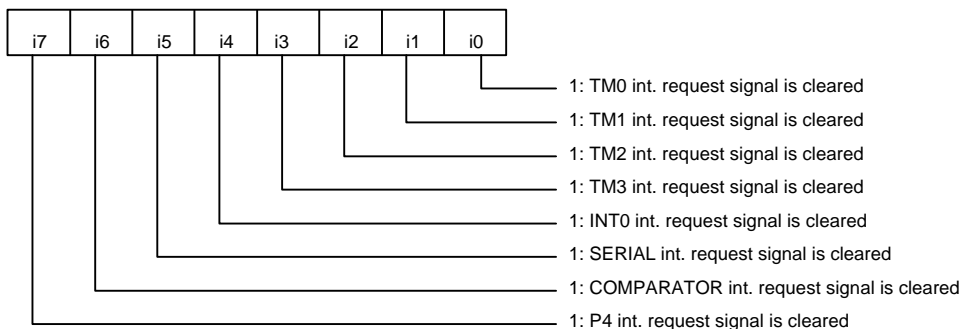 i7 i6 i5 i4 i3 i2 i1 i0
1: TM0 int. request signal is cleared
1: TM1 int. request signal is cleared
1: TM2 int. request signal is cleared
1: TM3 int. request signal is cleared
1: INT0 int. request signal is cleared
1: SERIAL int. request signal is cleared
1: COMPARATOR int. request signal is cleared
1: P4 int. request signal is cleared